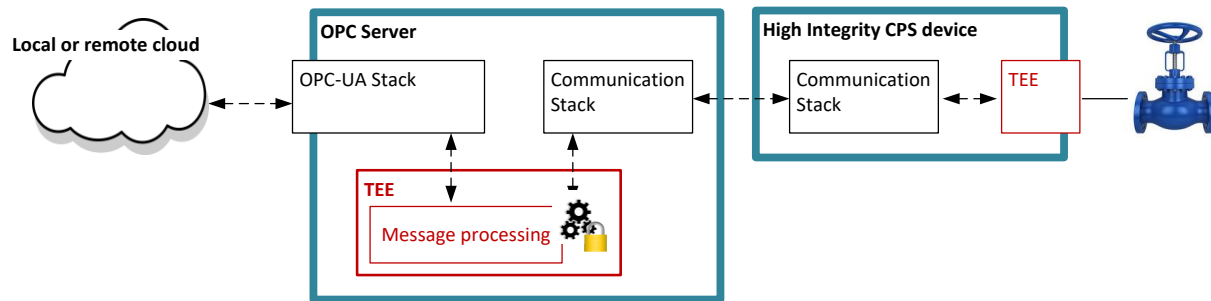 Local or remote cloud
OPC Server
OPC-UA Stack
Communication
Stack
TEE
Message processing
High Integrity CPS device
Communication
Stack
TEE